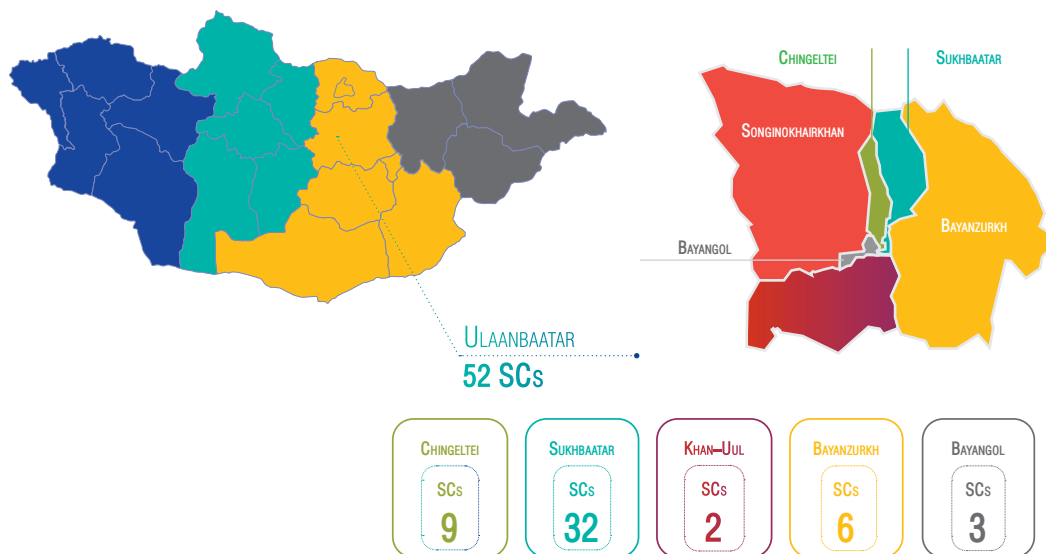 CHINGELTEI
SUKHBAATAR
SONGINOKHAIRKHAN
BAYANZURKH
BAYANGOL
ULAANBAATAR
52 SCs
CHINGELTEI
SCs
9
SUKHBAATAR
SCs
32
KHAN–UUL
SCs
2
BAYANZURKH
SCs
6
BAYANGOL
SCs
3